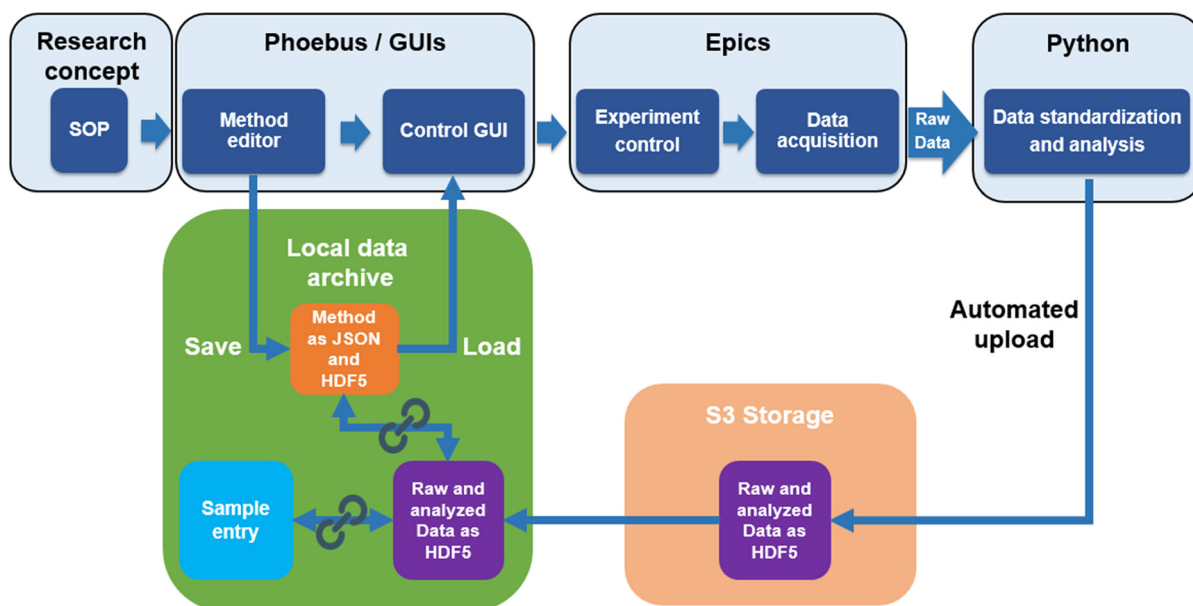 Research
concept
SOP
Phoebus / GUIs
Method
editor
Control GUI
Epics
Experiment
control
Data
acquisition
Raw
Data
Python
Data standardization
and analysis
Local data
archive
Method
as JSON
and
HDF5
Save
Load
Automated
upload
S3 Storage
Sample
entry
Raw and
analyzed
Data as
HDF5
Raw and
analyzed
Data as
HDF5